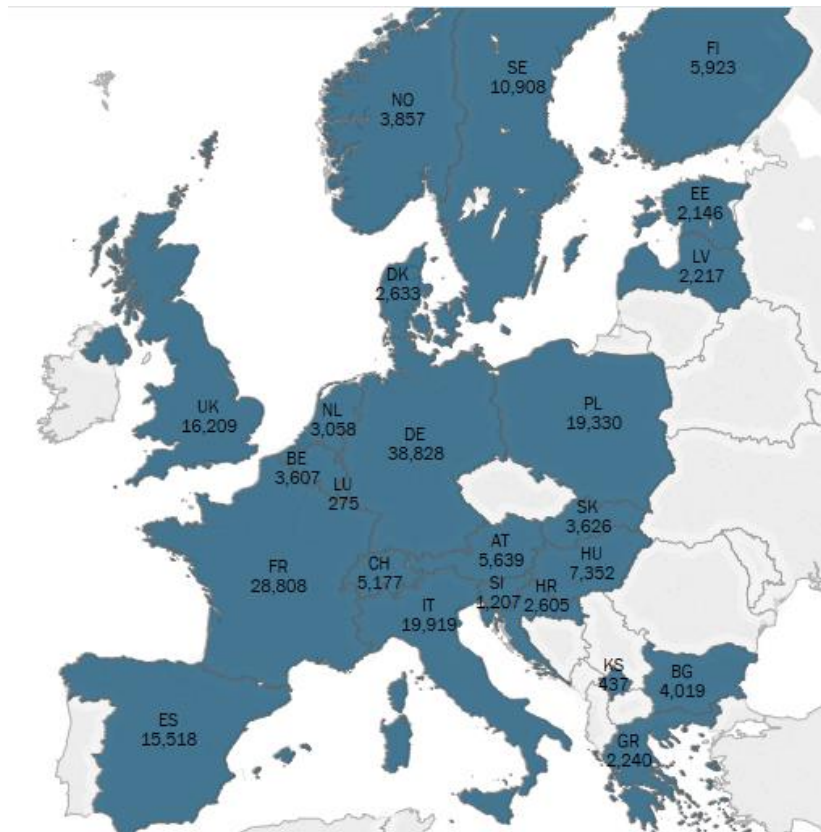 FI
5,923
SE
10,908
NO
3,857
EE
2,146
LV
2,217
DK
2,633
UK
16,209
NL
3,058
DE
38,828
PL
19,330
BE
3,607
LU
275
SK
3,626
AT
5,639
HU
7,352
FR
28,808
CH
5,177
SI
1,207
HR
2,605
IT
19,919
KS
437
BG
4,019
ES
15,518
GR
2,240